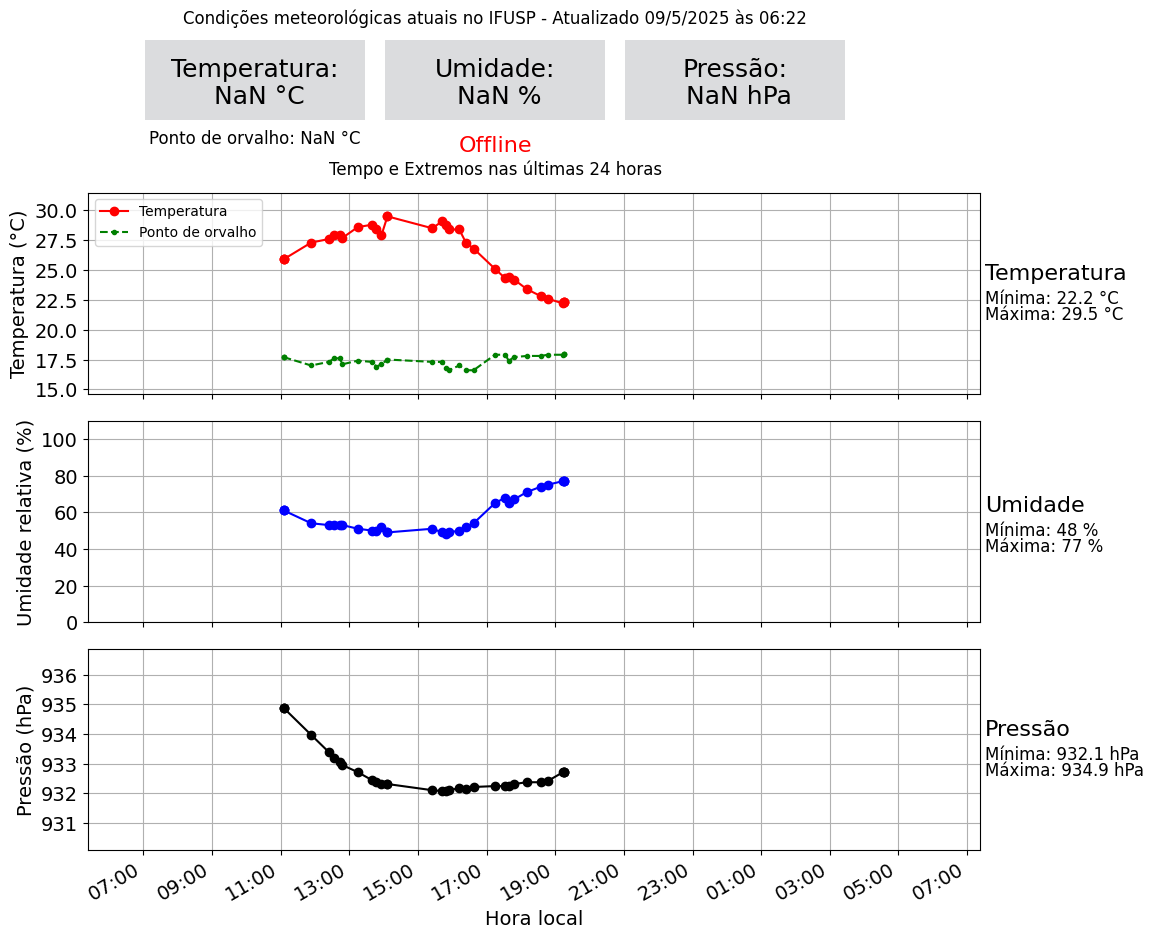 Condições meteorológicas atuais no IFUSP - Atualizado 09/5/2025 às 06:22
Temperatura:
NaN °C
Umidade:
NaN %
Pressão:
NaN hPa
Ponto de orvalho: NaN °C
Offline
Tempo e Extremos nas últimas 24 horas
Temperatura (°C)
30.0
27.5
25.0
22.5
20.0
17.5
15.0
Temperatura
Ponto de orvalho
Temperatura
Mínima: 22.2 °C
Máxima: 29.5 °C
Umidade relativa (%)
100
80
60
40
20
0
Umidade
Mínima: 48 %
Máxima: 77 %
Pressão (hPa)
936
935
934
933
932
931
Pressão
Mínima: 932.1 hPa
Máxima: 934.9 hPa
07:00
09:00
11:00
13:00
15:00
17:00
19:00
21:00
23:00
01:00
03:00
05:00
07:00
Hora local